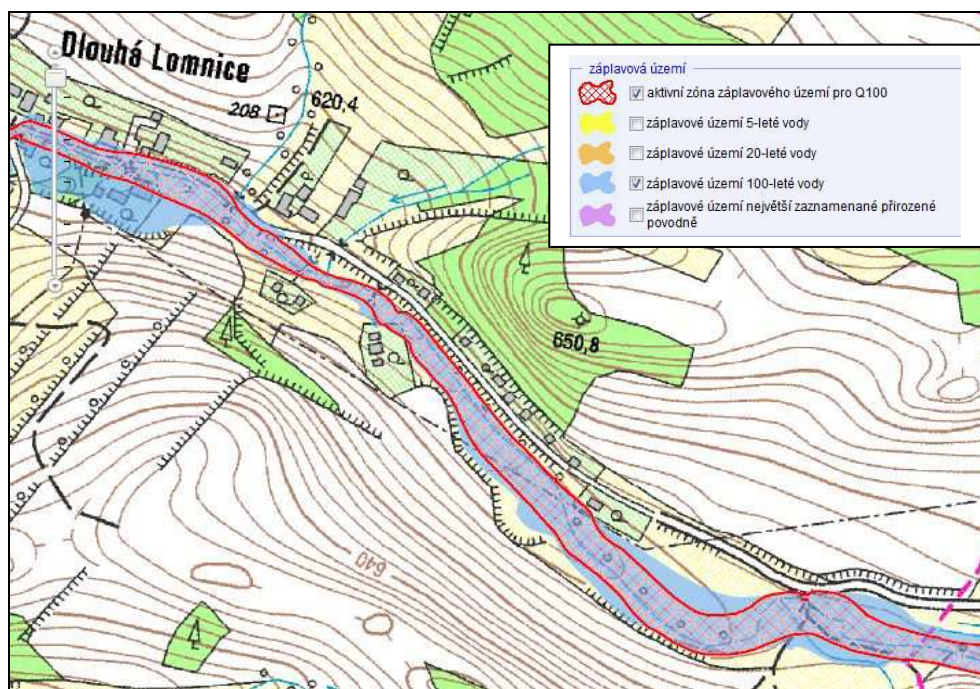 Dlouhá Lomnice
208
620,4
650,8
640
záplavová území
aktivní zóna záplavového území pro Q100
záplavové území 5-leté vody
záplavové území 20-leté vody
záplavové území 100-leté vody
záplavové území největší zaznamenané přirozené
povodně